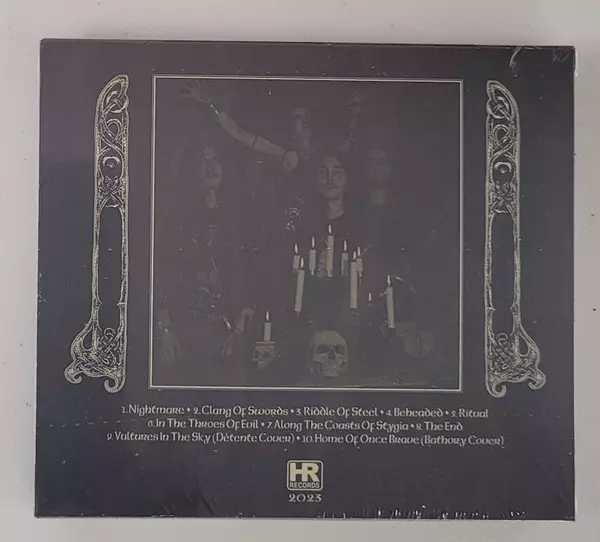 1. Nightmare • 2. Clang Of Swords • 3. Riddle Of Steel • 4. Beheaded • 5. Ritual
6. In The Throes Of Evil • 7. Along The Coasts Of Stygia • 8. The End
9. Vultures In The Sky (Détente Cover) • 10. Home Of Once Brave (Bathory Cover)
HR
RECORDS
2023